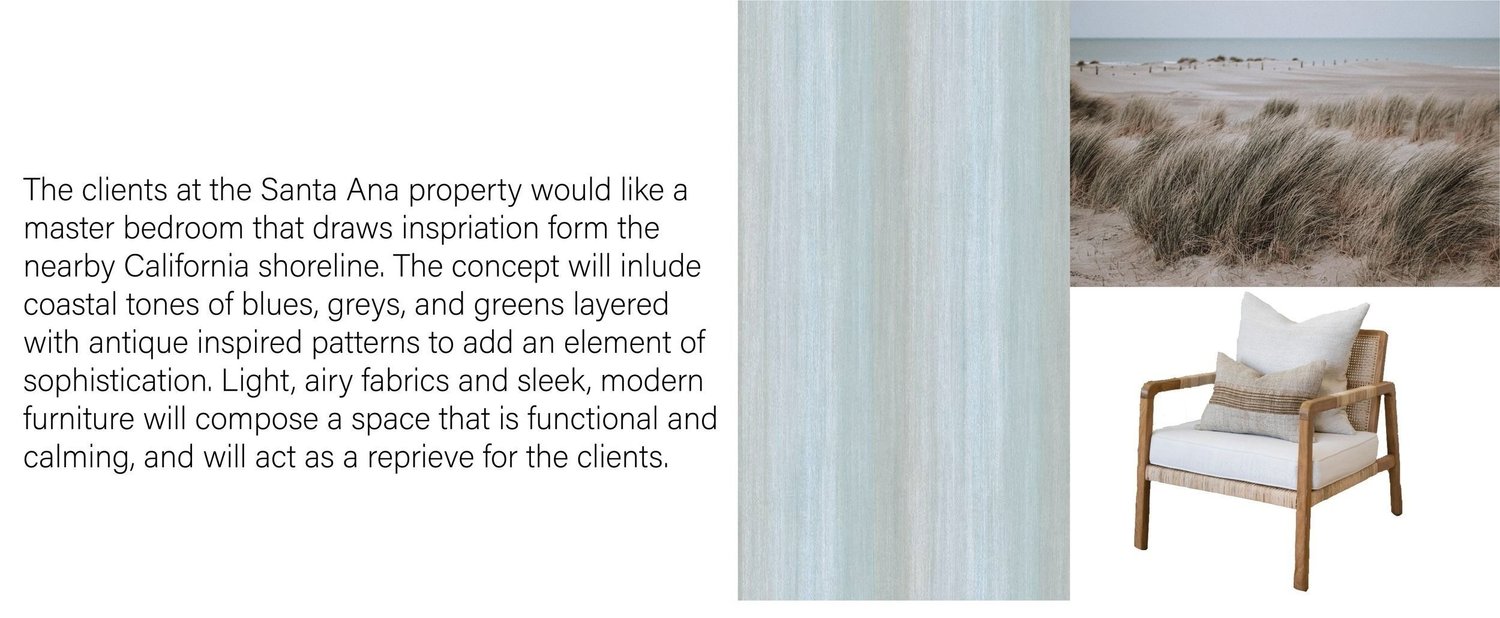 The clients at the Santa Ana property would like a
master bedroom that draws inspriation form the
nearby California shoreline. The concept will inlude
coastal tones of blues, greys, and greens layered
with antique inspired patterns to add an element of
sophistication. Light, airy fabrics and sleek, modern
furniture will compose a space that is functional and
calming, and will act as a reprieve for the clients.